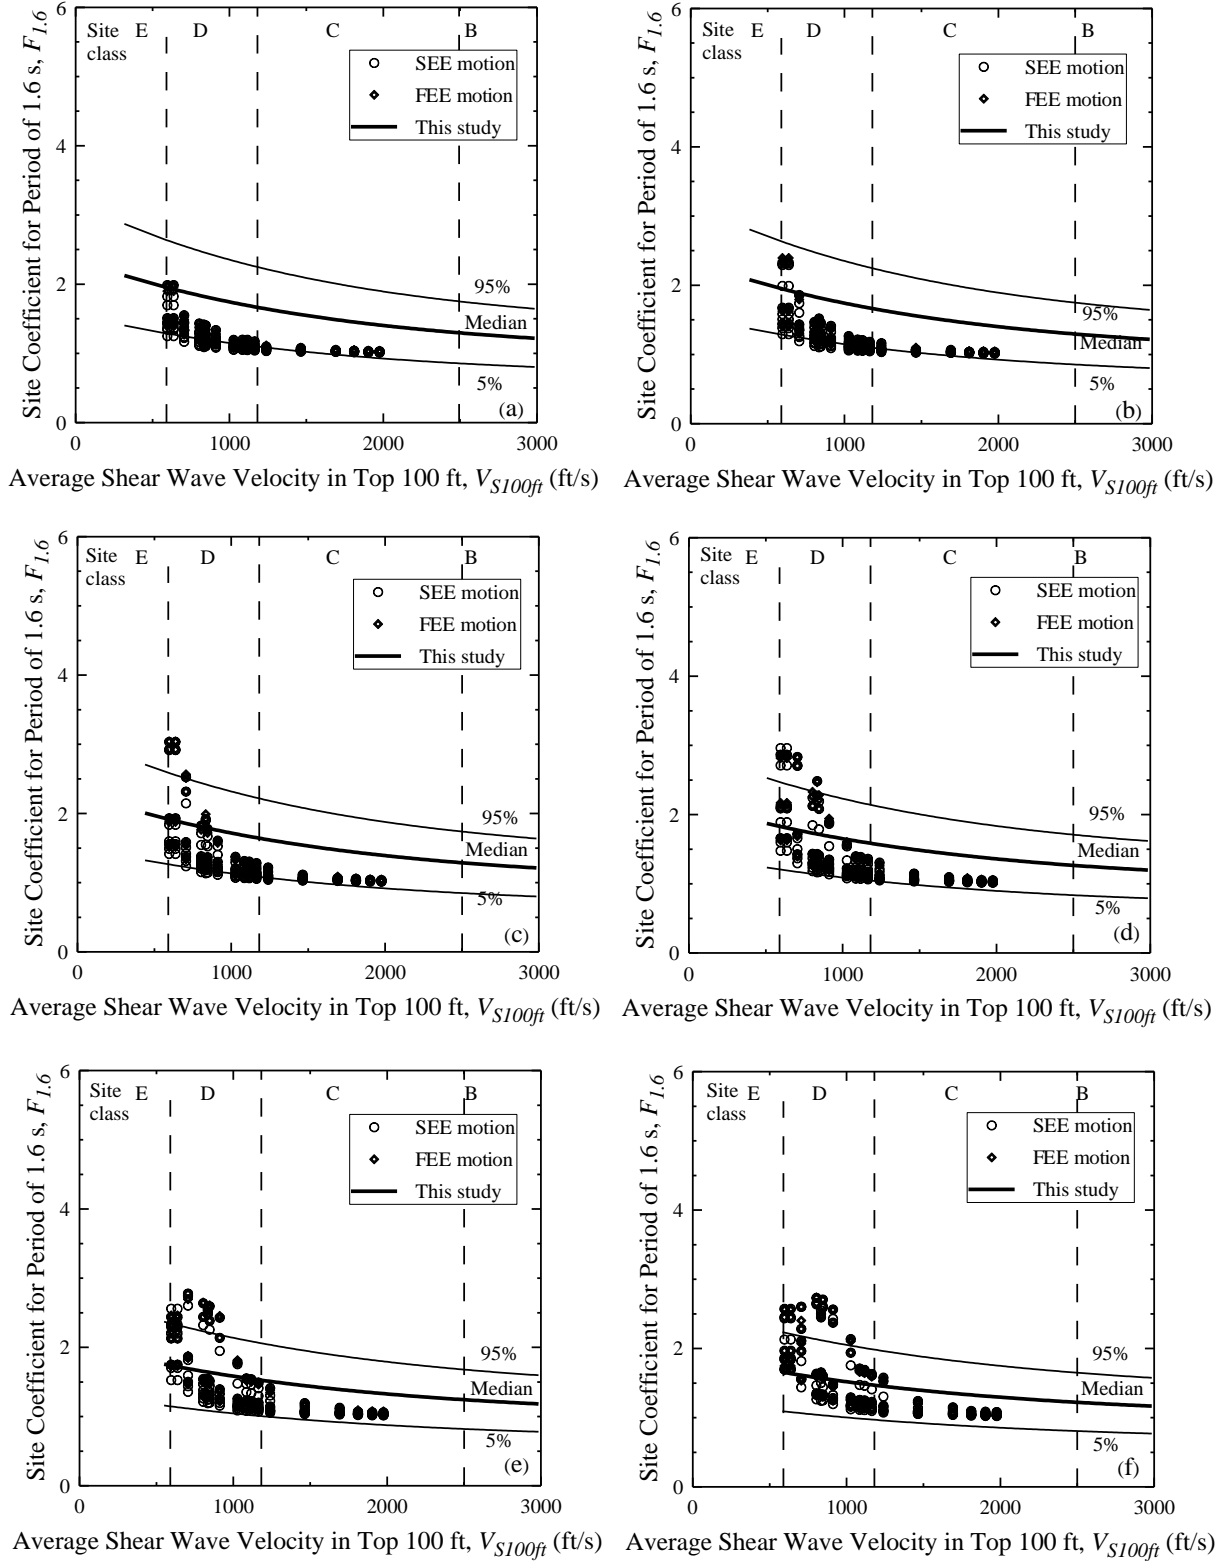 Site Coefficient for Period of 1.6 s, F1.6
6
4
2
0
Site class
E
D
C
B
SEE motion
FEE motion
This study
95%
Median
5%
(a)
0 1000 2000 3000
Average Shear Wave Velocity in Top 100 ft, VS100ft (ft/s)
Site Coefficient for Period of 1.6 s, F1.6
6
4
2
0
Site class
E
D
C
B
SEE motion
FEE motion
This study
95%
Median
5%
(b)
0 1000 2000 3000
Average Shear Wave Velocity in Top 100 ft, VS100ft (ft/s)
Site Coefficient for Period of 1.6 s, F1.6
6
4
2
0
Site class
E
D
C
B
SEE motion
FEE motion
This study
95%
Median
5%
(c)
0 1000 2000 3000
Average Shear Wave Velocity in Top 100 ft, VS100ft (ft/s)
Site Coefficient for Period of 1.6 s, F1.6
6
4
2
0
Site class
E
D
C
B
SEE motion
FEE motion
This study
95%
Median
5%
(d)
0 1000 2000 3000
Average Shear Wave Velocity in Top 100 ft, VS100ft (ft/s)
Site Coefficient for Period of 1.6 s, F1.6
6
4
2
0
Site class
E
D
C
B
SEE motion
FEE motion
This study
95%
Median
5%
(e)
0 1000 2000 3000
Average Shear Wave Velocity in Top 100 ft, VS100ft (ft/s)
Site Coefficient for Period of 1.6 s, F1.6
6
4
2
0
Site class
E
D
C
B
SEE motion
FEE motion
This study
95%
Median
5%
(f)
0 1000 2000 3000
Average Shear Wave Velocity in Top 100 ft, VS100ft (ft/s)